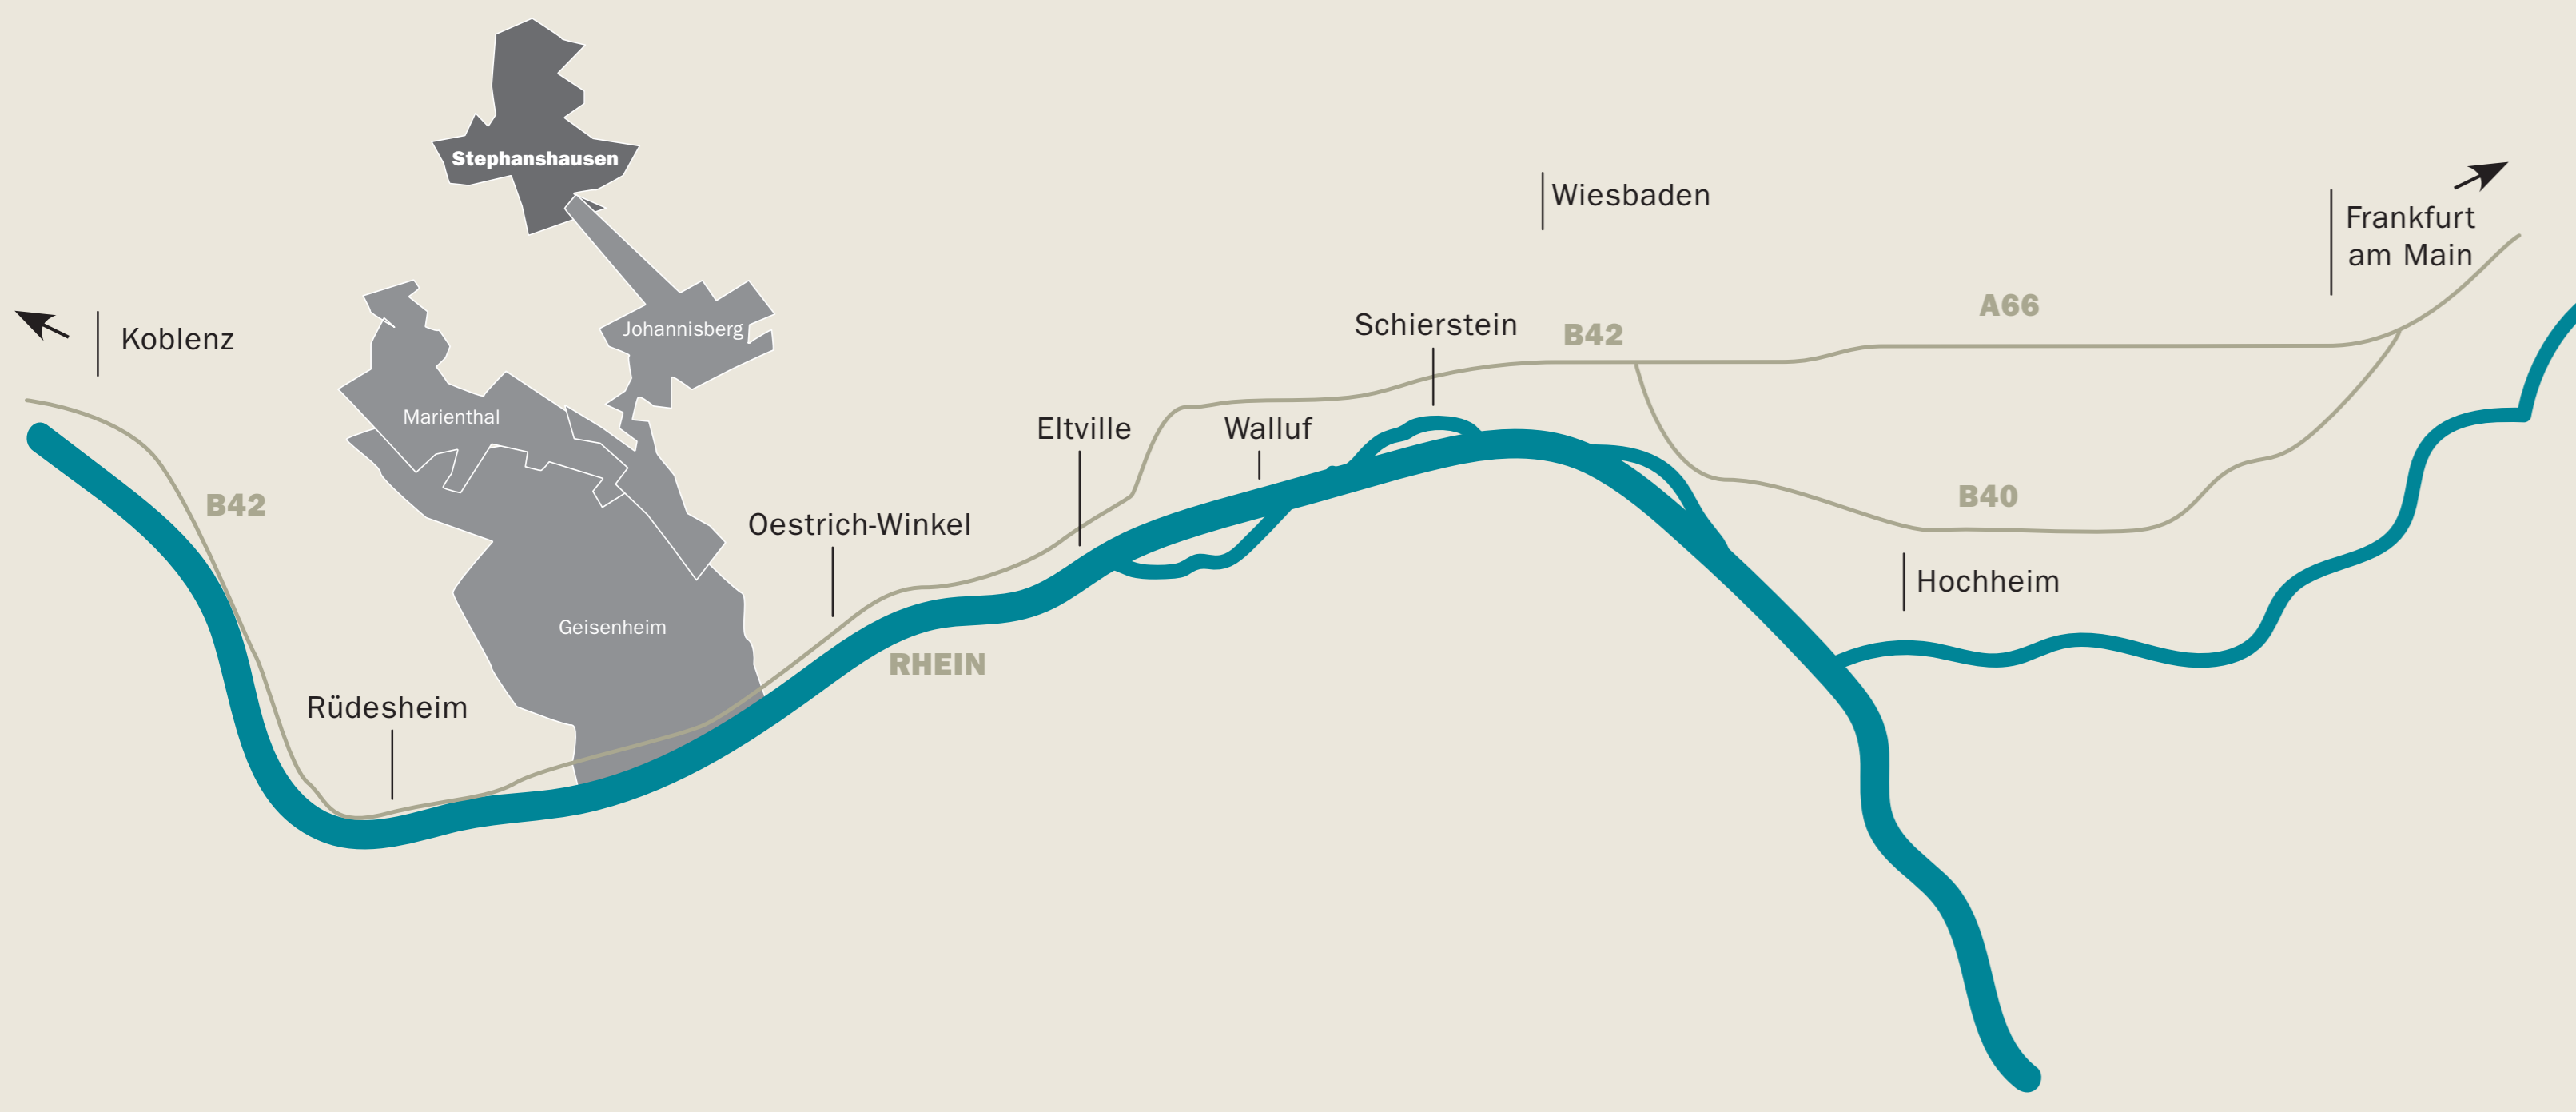 Stephanshausen
Wiesbaden
Frankfurt
am Main
A66
Koblenz
Johannisberg
Schierstein
B42
Marienthal
Eltville
Walluf
B42
B40
Oestrich-Winkel
Hochheim
Geisenheim
RHEIN
Rüdesheim